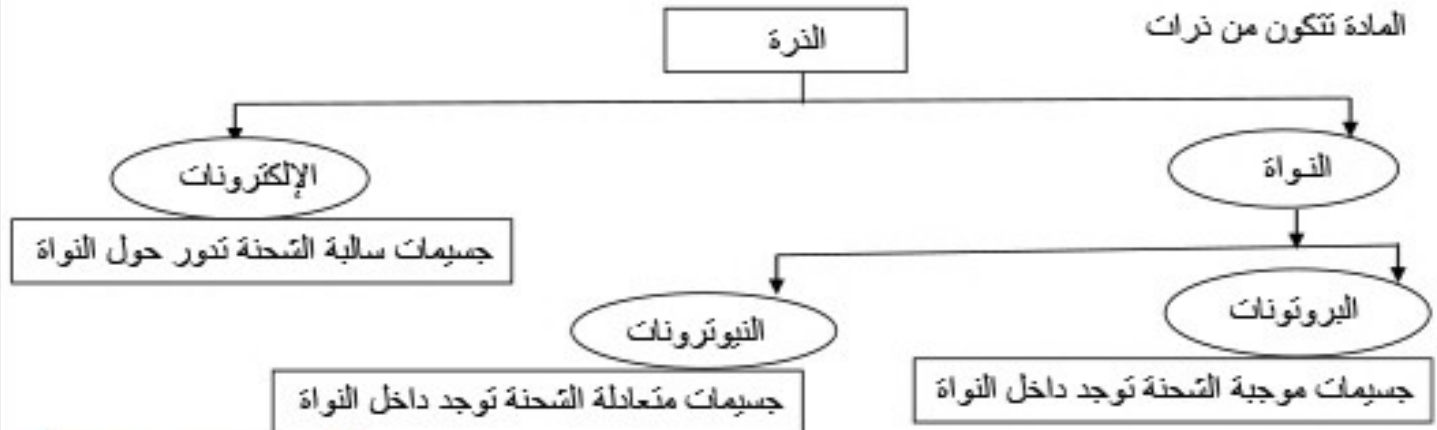 المادة تتكون من ذرات
الذرة
النواة
الإلكترونات
جسيمات سالبة الشحنة تدور حول النواة
البروتونات
النيوترونات
جسيمات موجبة الشحنة توجد داخل النواة
جسيمات متعادلة الشحنة توجد داخل النواة